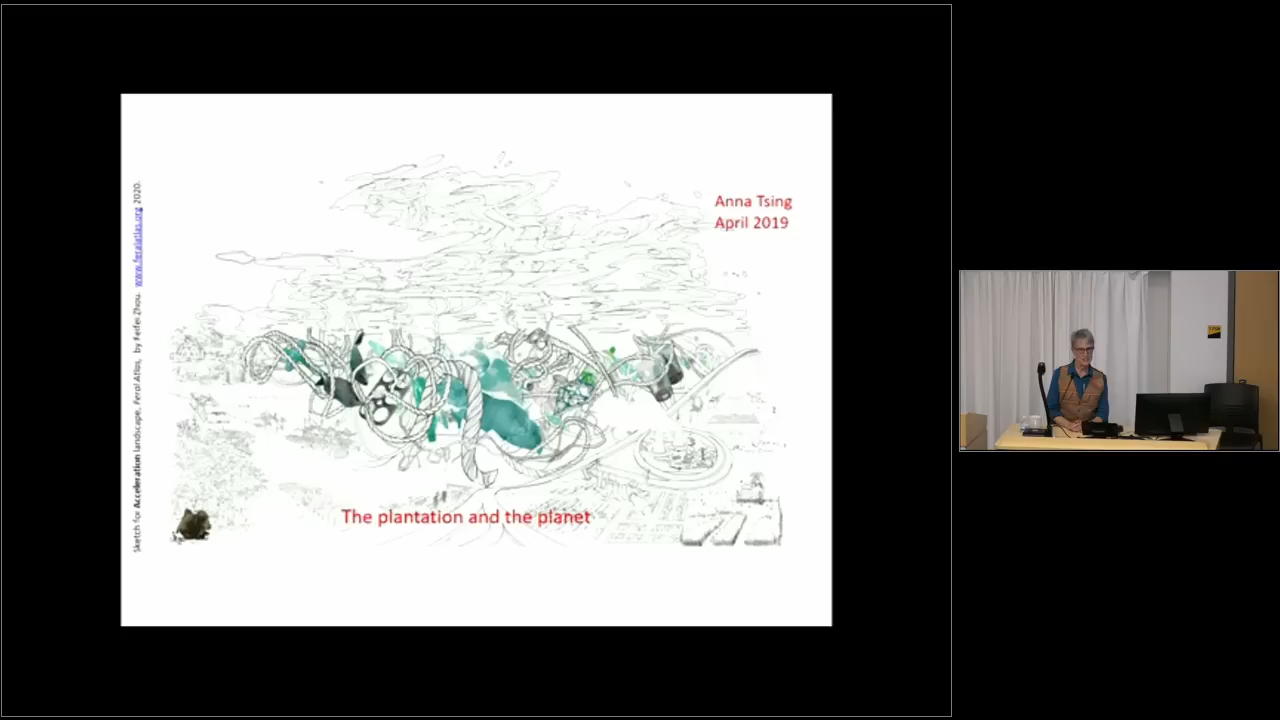 Sketch for Acceleration landscape, Feral Atlas, by Feifei Zhou. www.feralatlas.org 2020.
Anna Tsing
April 2019
The plantation and the planet